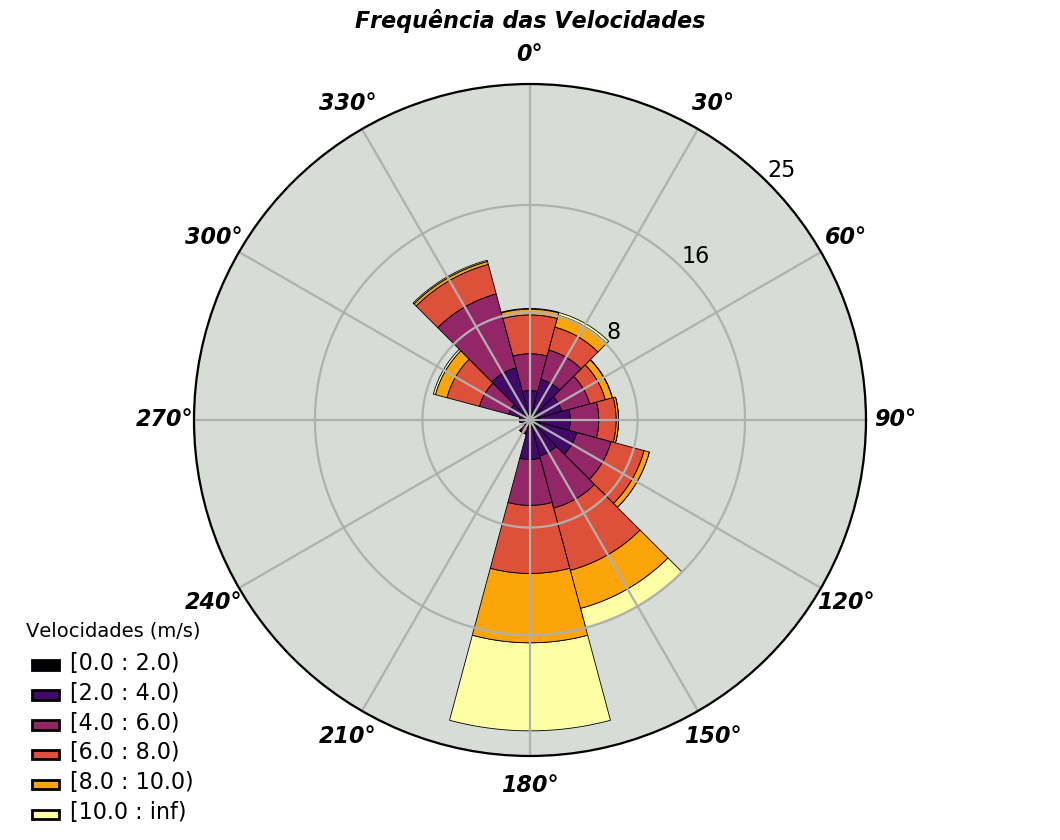 Frequência das Velocidades
0°
330°
30°
25
300°
60°
16
8
270°
90°
240°
120°
210°
150°
180°
Velocidades (m/s)
[0.0 : 2.0)
[2.0 : 4.0)
[4.0 : 6.0)
[6.0 : 8.0)
[8.0 : 10.0)
[10.0 : inf)